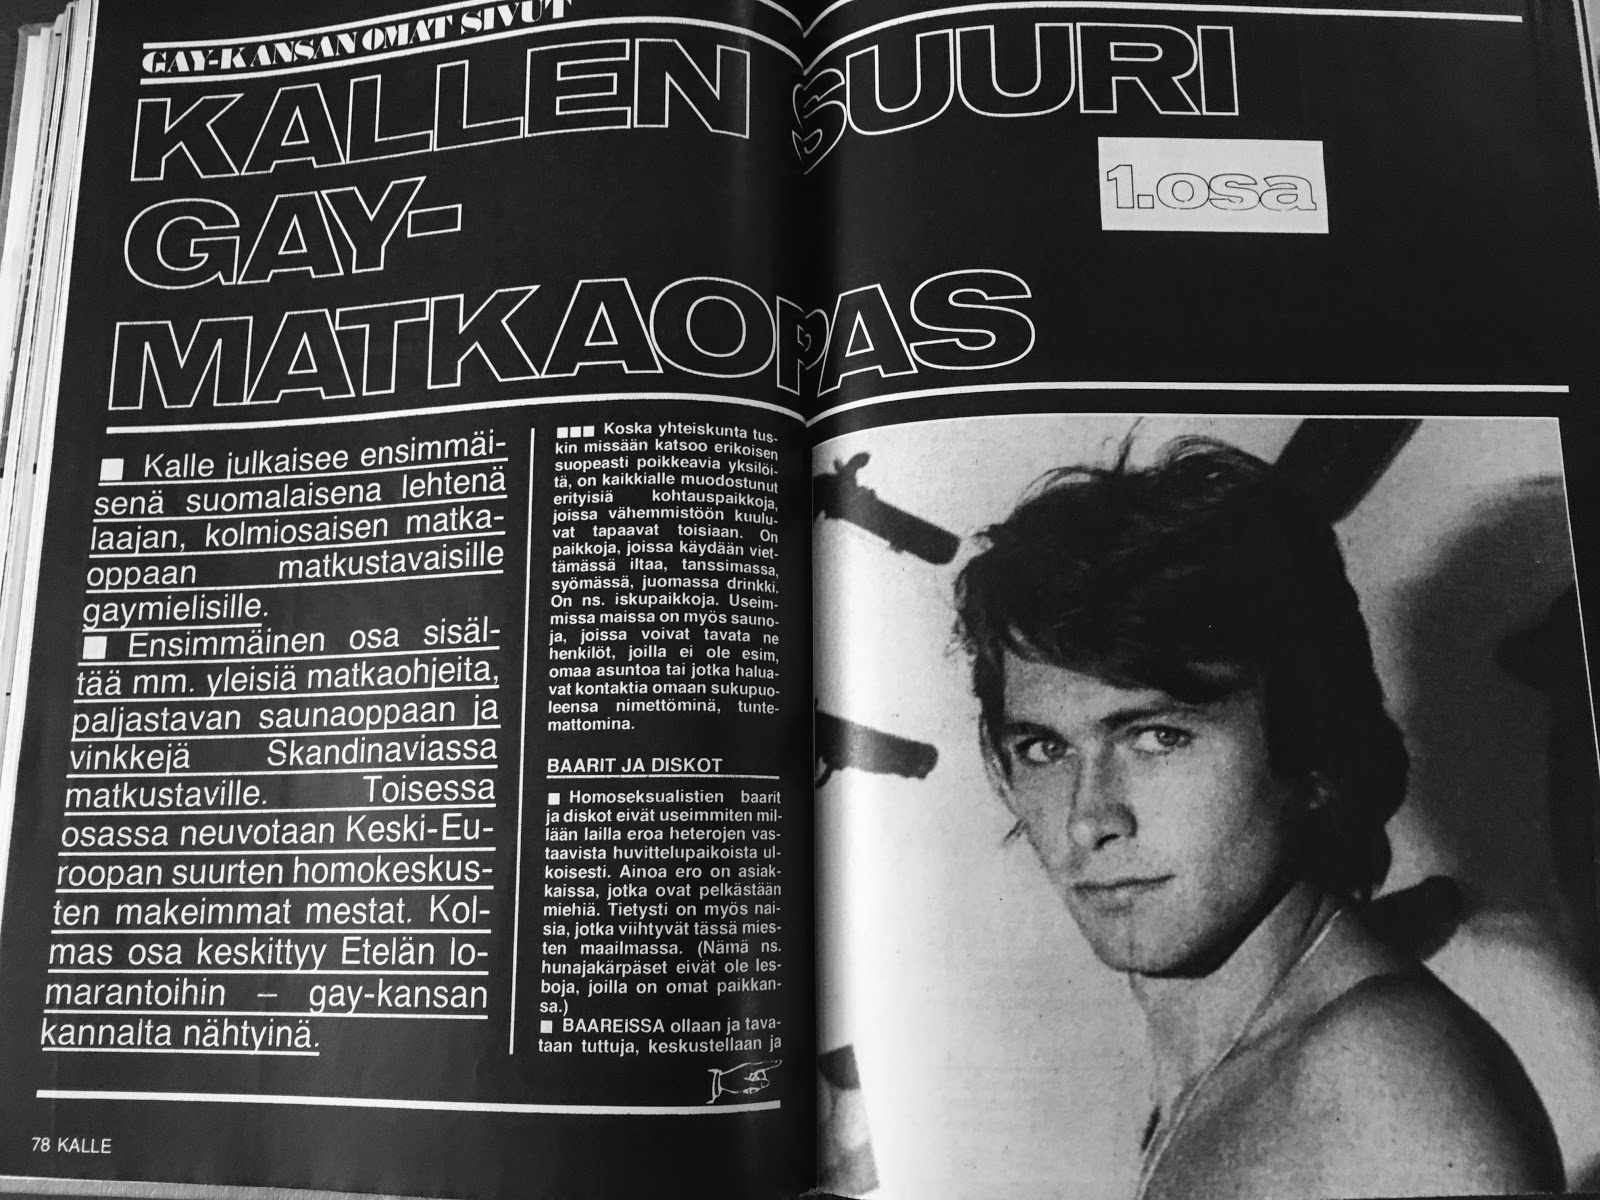 GAY-KANSAN OMAT SIVUT
KALLEN SUURI
GAY-
MATKAOPAS
1.osa
■ Kalle julkaisee ensimmäi-
senä suomalaisena lehtenä
laajan, kolmiosaisen matka-
oppaan matkustavaisille
gaymielisille.
■ Ensimmäinen osa sisäl-
tää mm. yleisiä matkaohjeita,
paljastavan saunaoppaan ja
vinkkejä Skandinaviassa
matkustaville. Toisessa
osassa neuvotaan Keski-Eu-
roopan suurten homokeskus-
ten makeimmat mestat. Kol-
mas osa keskittyy Etelän lo-
marantoihin – gay-kansan
kannalta nähtyinä.
■■■ Koska yhteiskunta tus-
kin missään katsoo erikoisen
suopeasti poikkeavia yksilöi-
tä, on kaikkialle muodostunut
erityisiä kohtauspaikkoja,
joissa vähemmistöön kuulu-
vat tapaavat toisiaan. On
paikkoja, joissa käydään viet-
tämässä iltaa, tanssimassa,
syömässä, juomassa drinkki.
On ns. iskupaikkoja. Useim-
missa maissa on myös sauno-
ja, joissa voivat tavata ne
henkilöt, joilla ei ole esim,
omaa asuntoa tai jotka halua-
vat kontaktia omaan sukupuo-
leensa nimettöminä, tunte-
mattomina.
BAARIT JA DISKOT
■ Homoseksualistien baarit
ja diskot eivät useimmiten mil-
lään lailla eroa heterojen vas-
taavista huvittelupaikoista ul-
koisesti. Ainoa ero on asiak-
kaissa, jotka ovat pelkästään
miehiä. Tietysti on myös nai-
sia, jotka viihtyvät tässä mies-
ten maailmassa. (Nämä ns.
hunajakärpäset eivät ole les-
boja, joilla on omat paikkan-
sa.)
■ BAAREISSA ollaan ja tava-
taan tuttuja, keskustellaan ja
78 KALLE